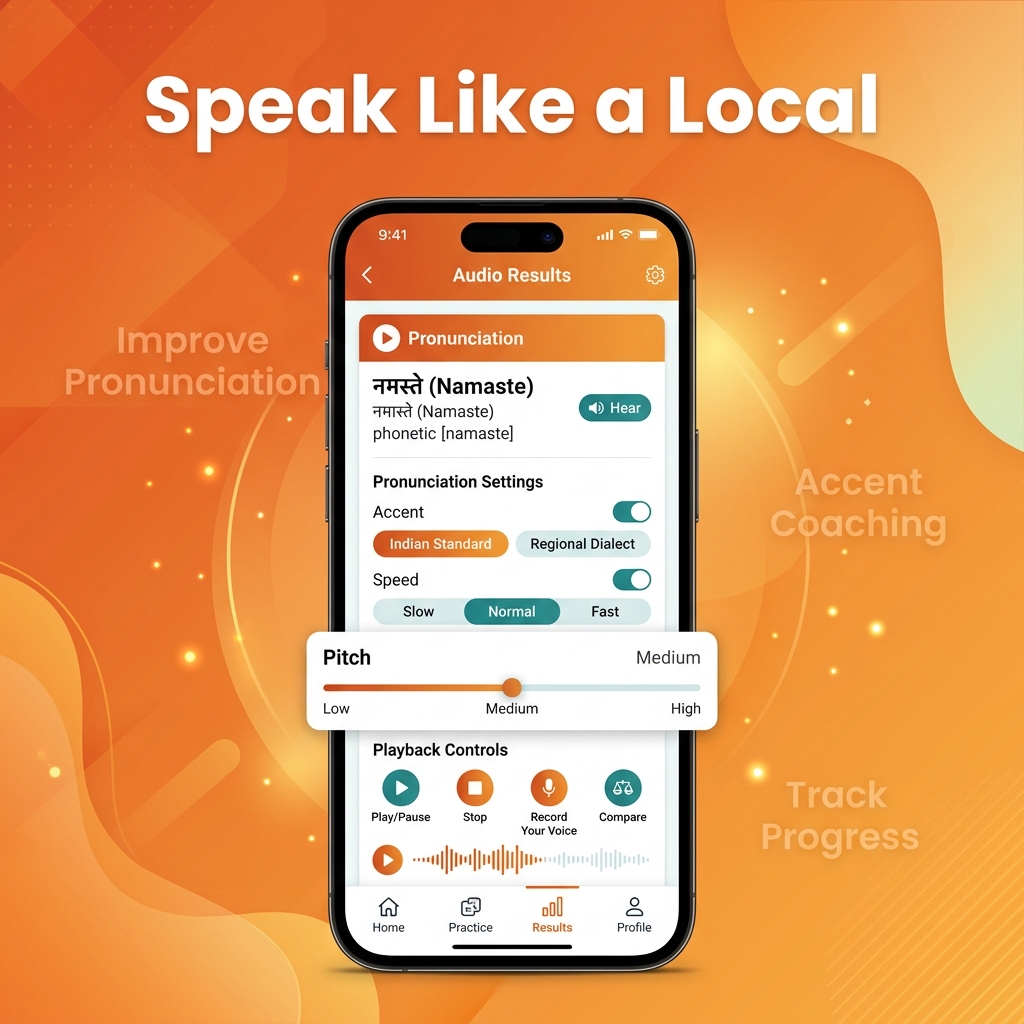 Speak Like a Local
9:41
Audio Results
Improve
Pronunciation
Pronunciation
नमस्ते (Namaste)
नमास्ते (Namaste)
phonetic [namaste]
Hear
Pronunciation Settings
Accent
Indian Standard
Regional Dialect
Speed
Slow
Normal
Fast
Accent
Coaching
Pitch
Medium
Low
Medium
High
Playback Controls
Play/Pause
Stop
Record
Your Voice
Compare
Track
Progress
Home
Practice
Results
Profile